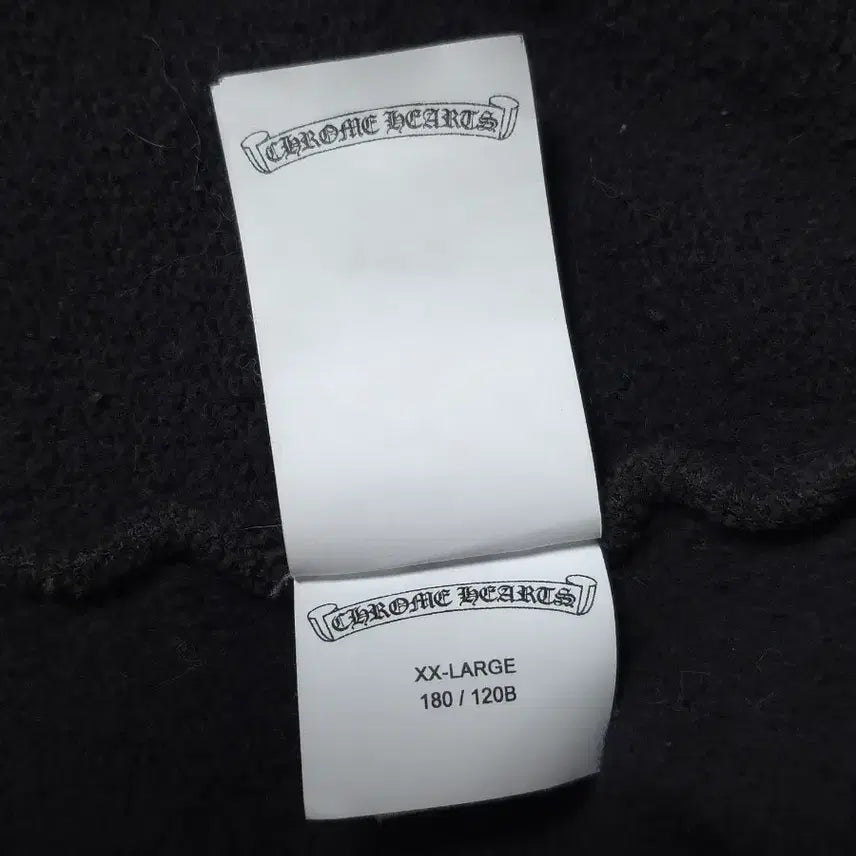 CHROME HEARTS
CHROME HEARTS
XX-LARGE
180 / 120B